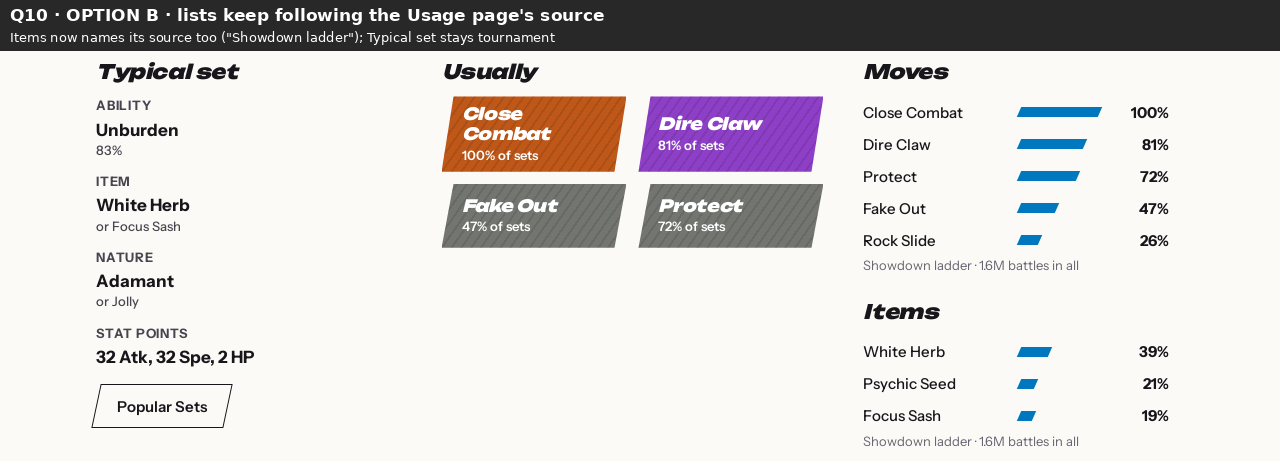 Q10 · OPTION B · lists keep following the Usage page's source
Items now names its source too ("Showdown ladder"); Typical set stays tournament
Typical set
ABILITY
Unburden
83%
ITEM
White Herb
or Focus Sash
NATURE
Adamant
or Jolly
STAT POINTS
32 Atk, 32 Spe, 2 HP
Popular Sets
Usually
Close
Combat
100% of sets
Dire Claw
81% of sets
Fake Out
47% of sets
Protect
72% of sets
Moves
Close Combat 100%
Dire Claw 81%
Protect 72%
Fake Out 47%
Rock Slide 26%
Showdown ladder · 1.6M battles in all
Items
White Herb 39%
Psychic Seed 21%
Focus Sash 19%
Showdown ladder · 1.6M battles in all